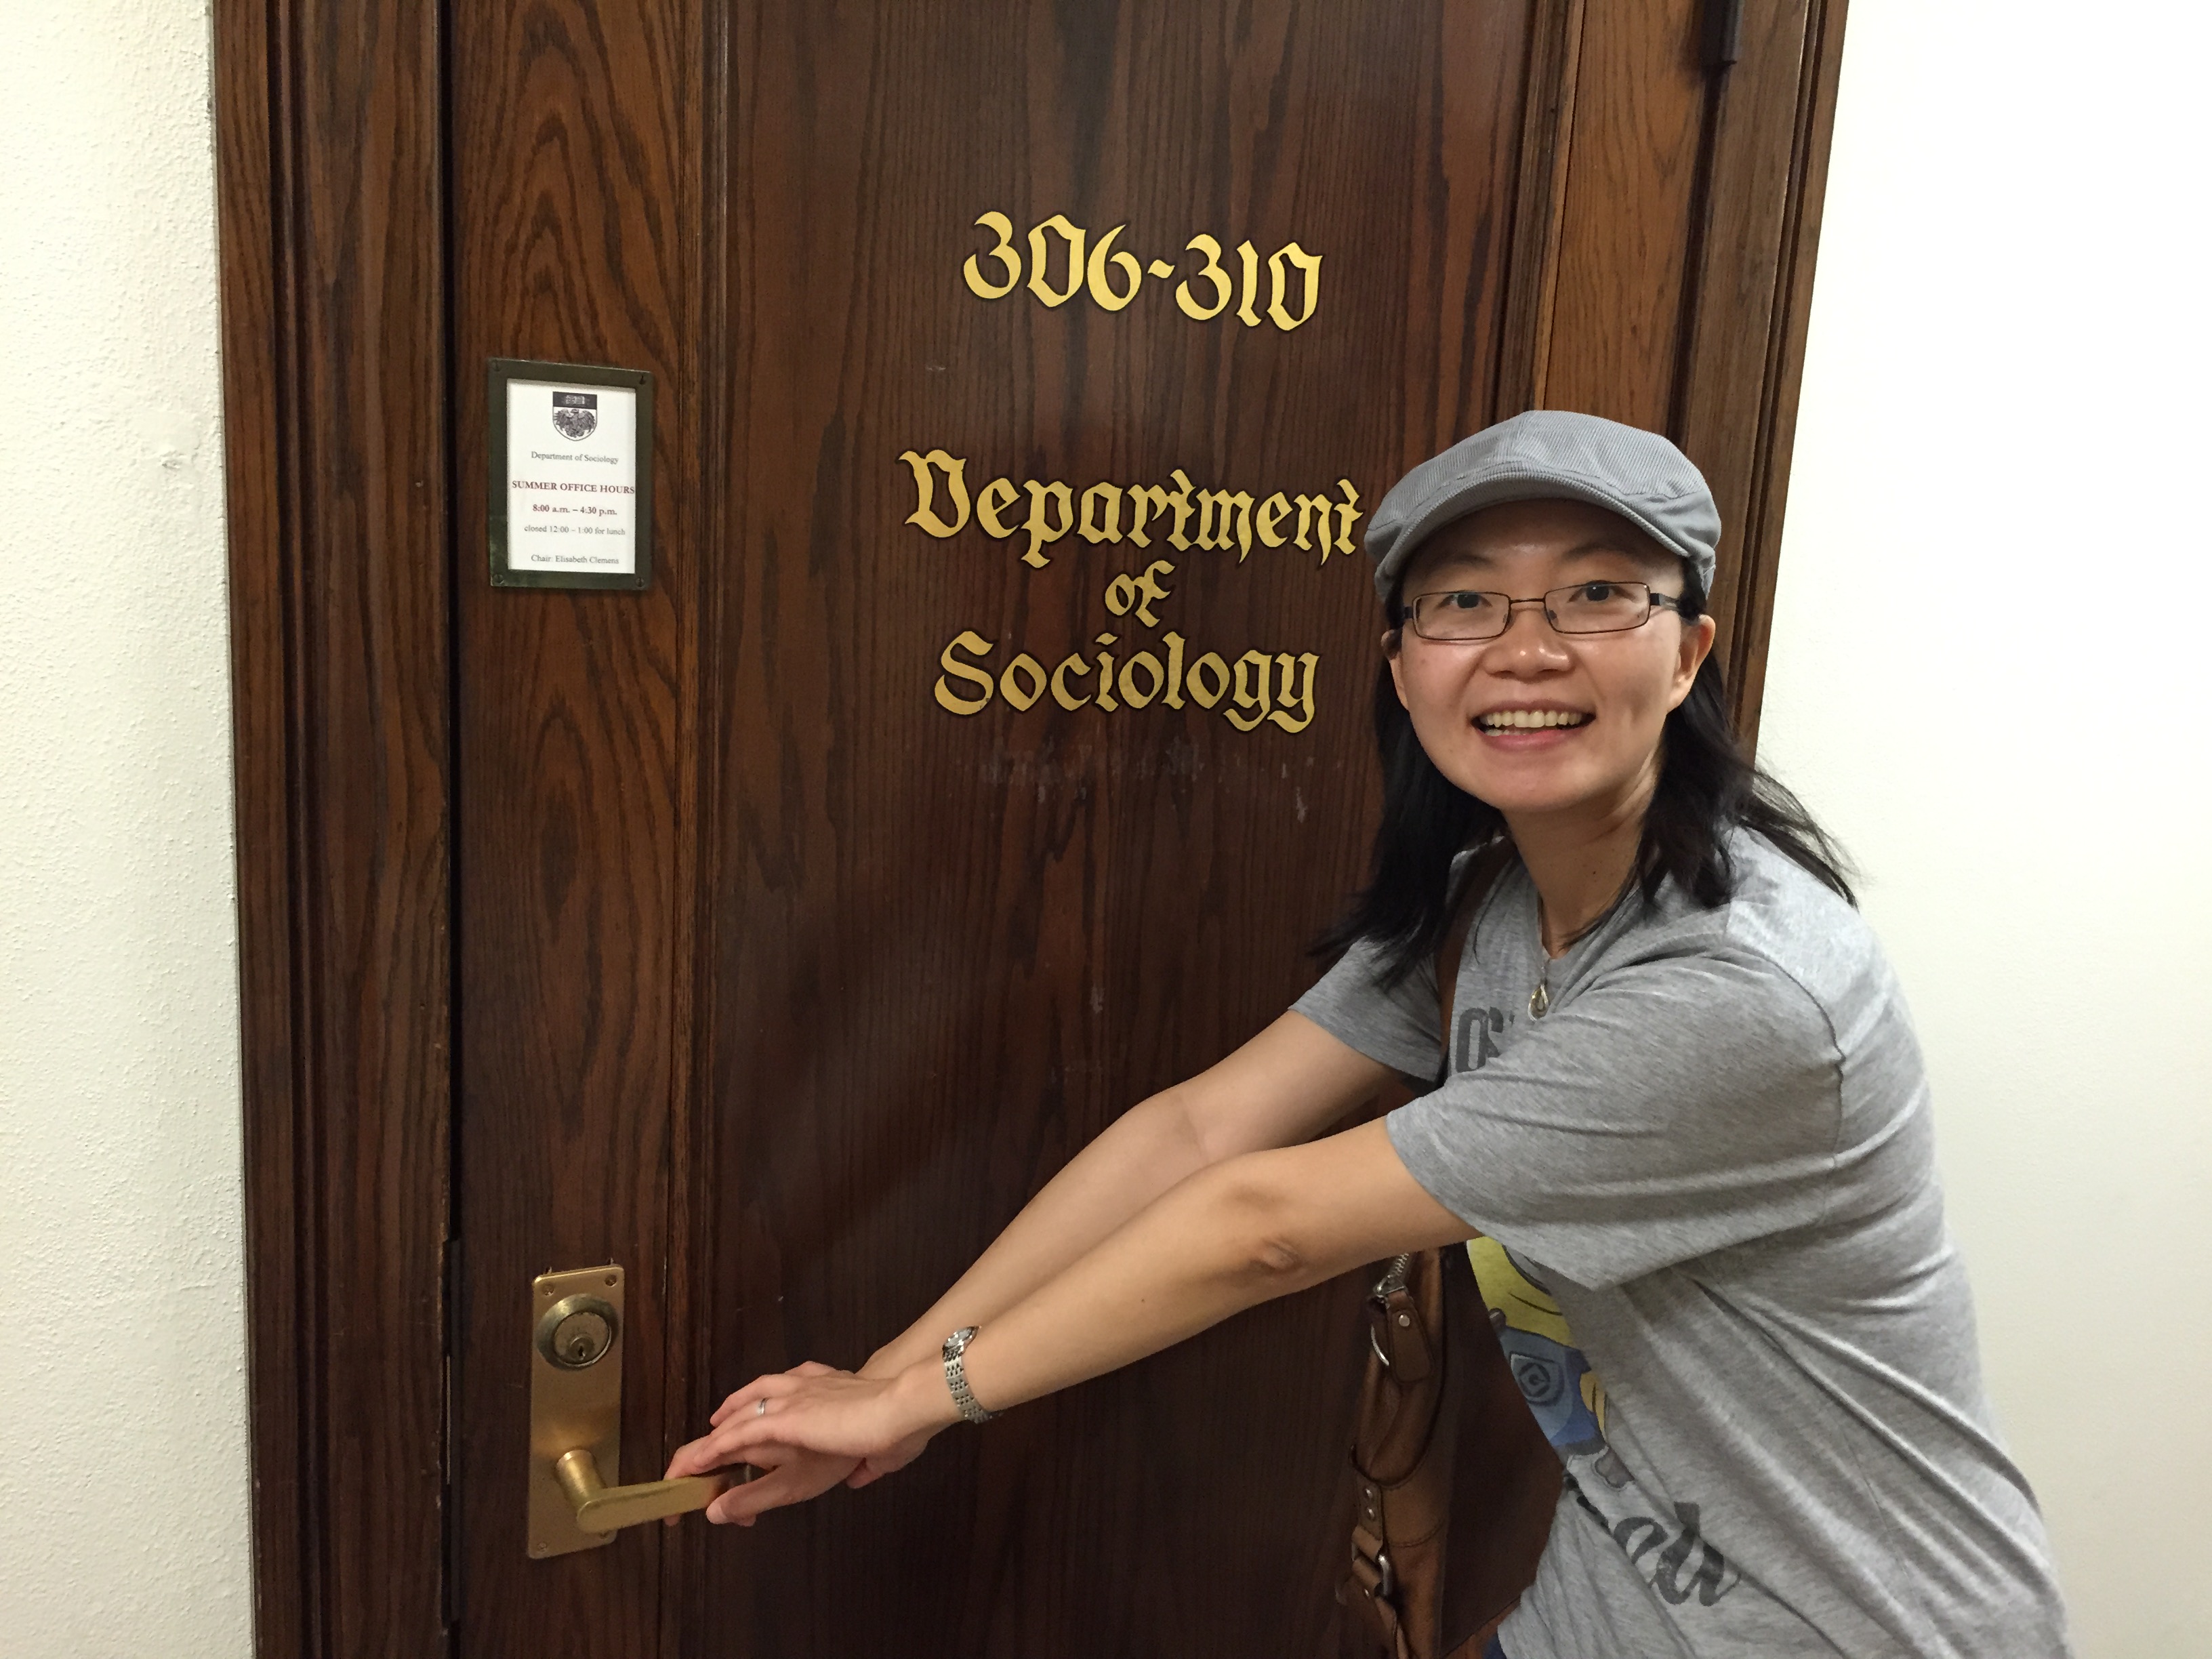 306-310
Department
of
Sociology
Department of Sociology
SUMMER OFFICE HOURS
8:00 a.m. – 4:30 p.m.
closed 12:00 – 1:00 for lunch
Chair: Elisabeth Clemens